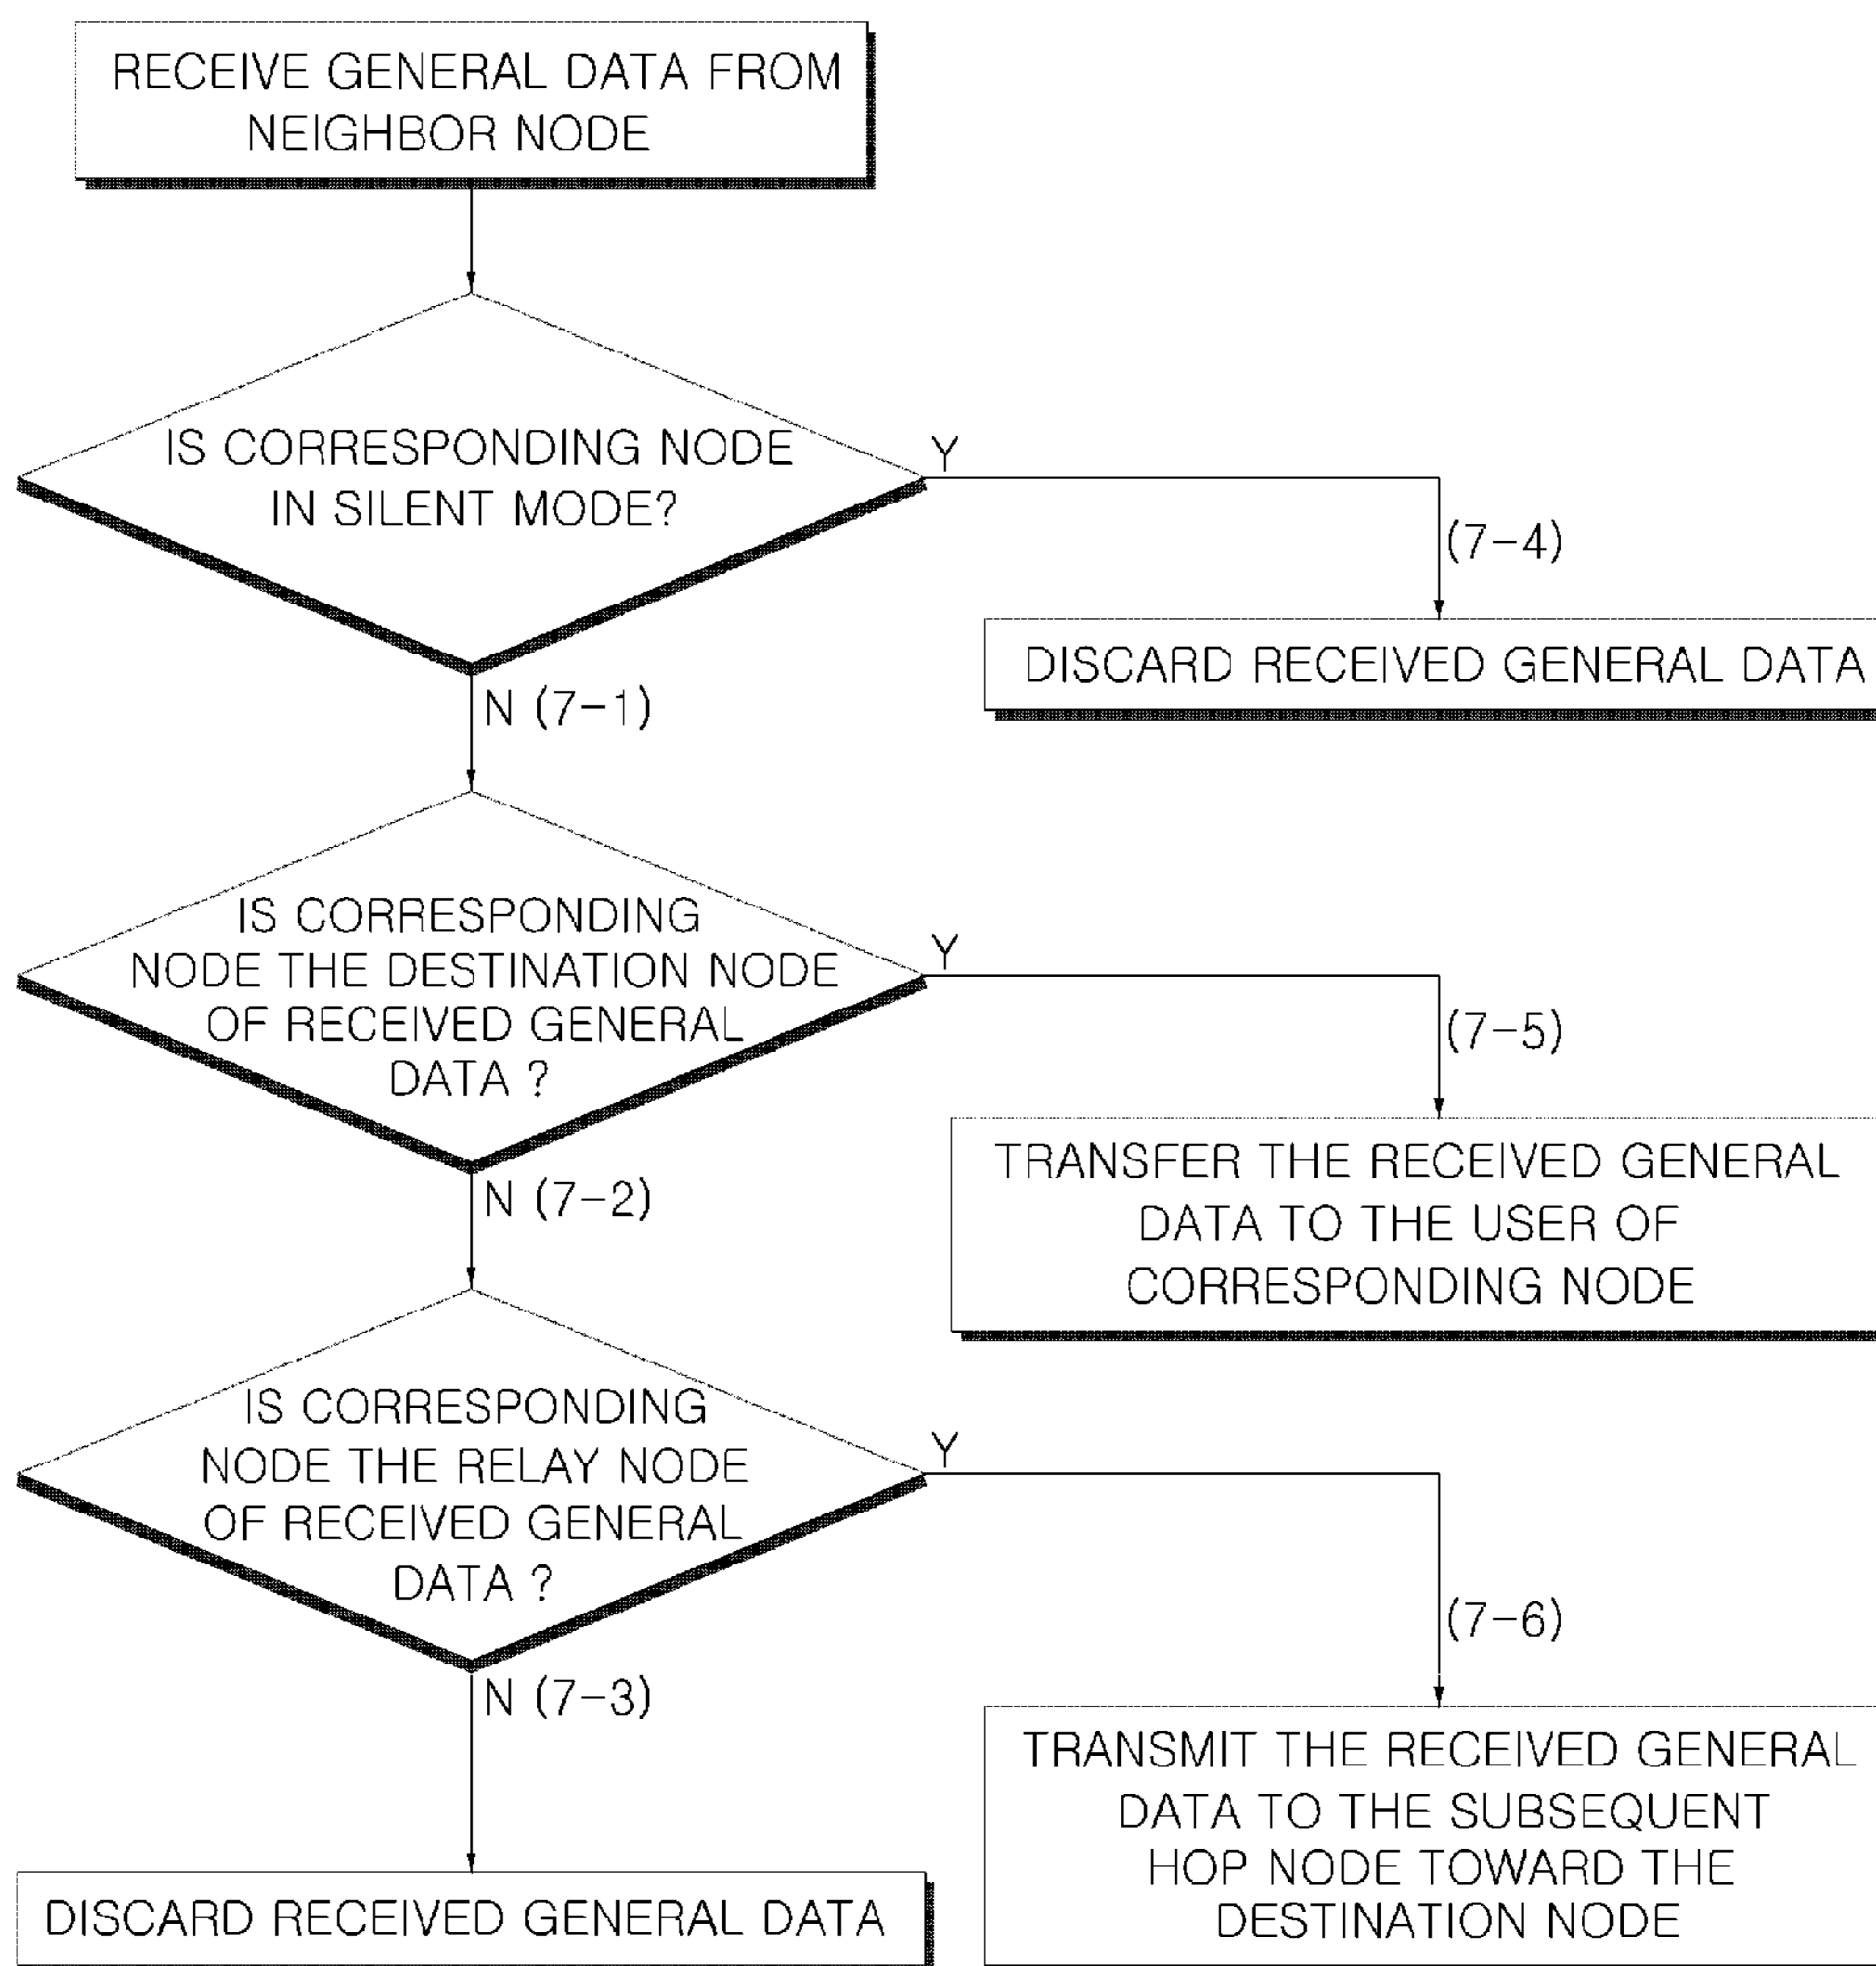 RECEIVE GENERAL DATA FROM
NEIGHBOR NODE
IS CORRESPONDING NODE
IN SILENT MODE?
Y
(7-4)
DISCARD RECEIVED GENERAL DATA
N (7-1)
IS CORRESPONDING
NODE THE DESTINATION NODE
OF RECEIVED GENERAL
DATA ?
Y
(7-5)
TRANSFER THE RECEIVED GENERAL
DATA TO THE USER OF
CORRESPONDING NODE
N (7-2)
IS CORRESPONDING
NODE THE RELAY NODE
OF RECEIVED GENERAL
DATA ?
Y
(7-6)
TRANSMIT THE RECEIVED GENERAL
DATA TO THE SUBSEQUENT
HOP NODE TOWARD THE
DESTINATION NODE
N (7-3)
DISCARD RECEIVED GENERAL DATA